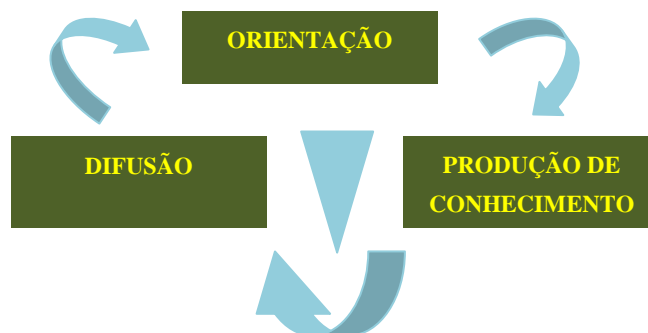 ORIENTAÇÃO
DIFUSÃO
PRODUÇÃO DE
CONHECIMENTO